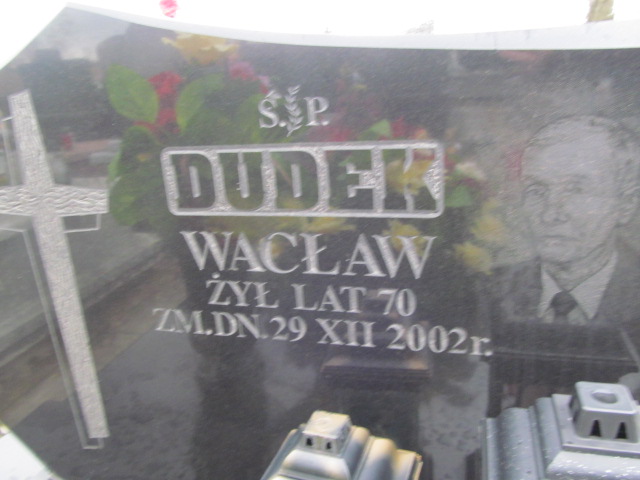 Ś.P.
DUDEK
WACŁAW
ŻYŁ LAT 70
ZM.DN.29 XII 2002r.